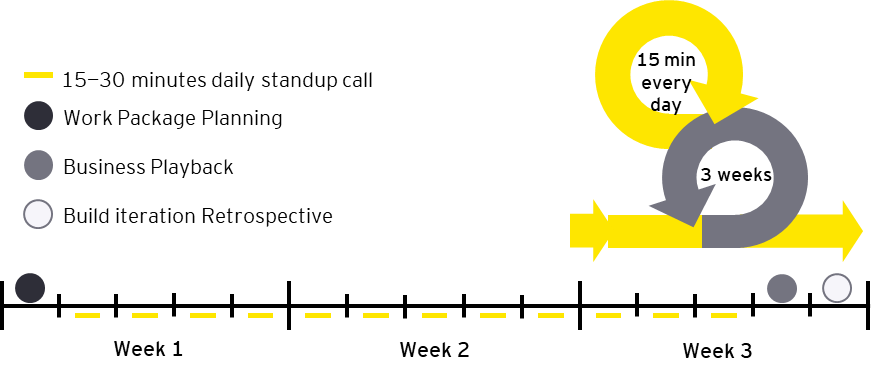 15–30 minutes daily standup call
Work Package Planning
Business Playback
Build iteration Retrospective
15 min
every
day
3 weeks
Week 1
Week 2
Week 3